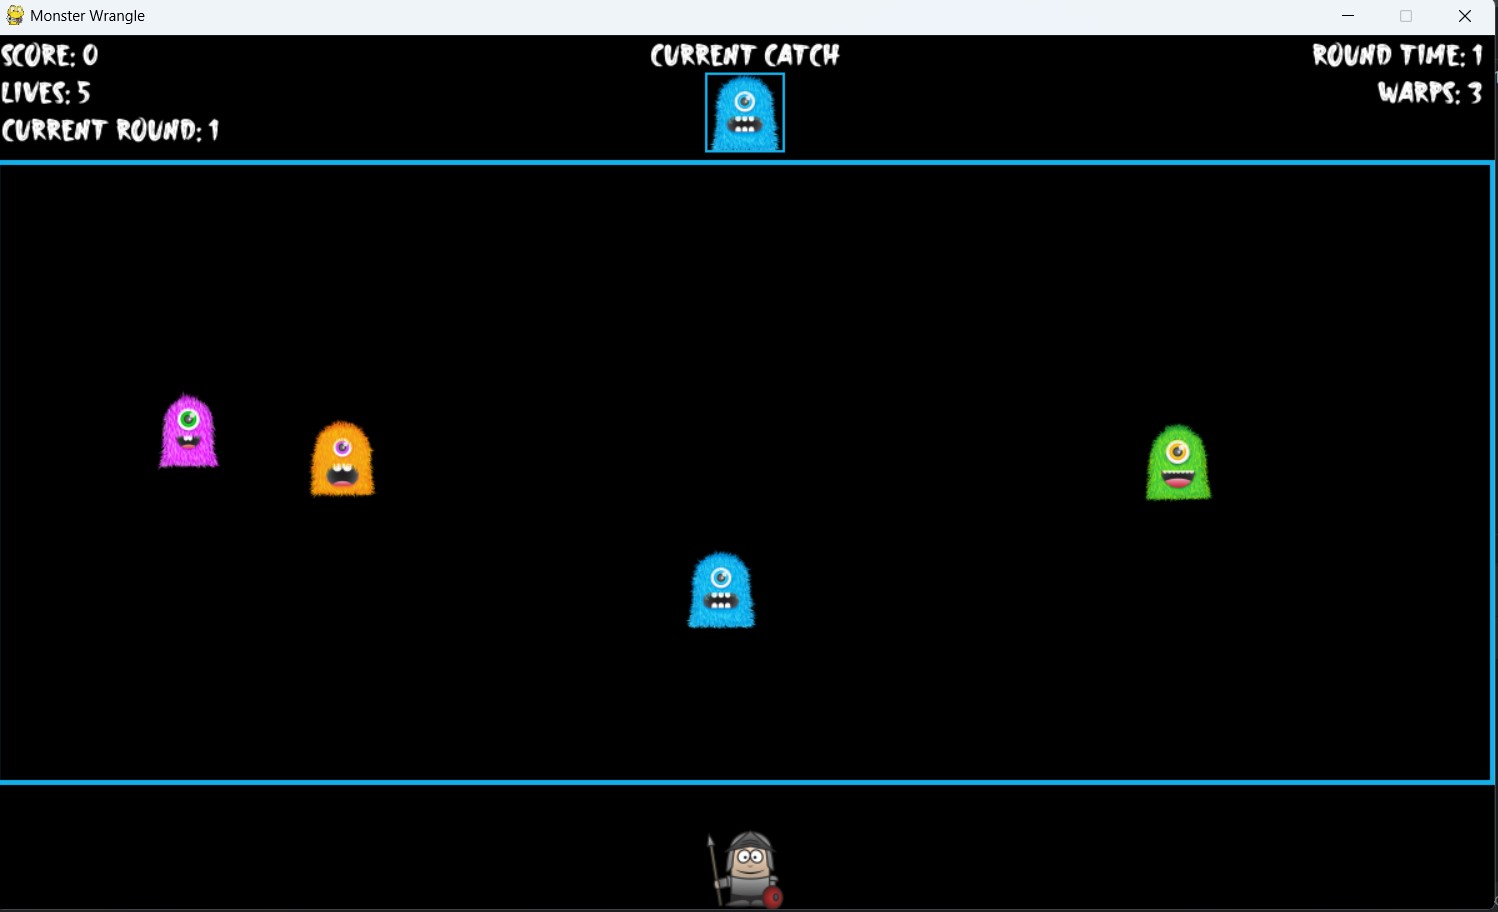 Monster Wrangle
SCORE: 0
CURRENT CATCH
ROUND TIME: 1
LIVES: 5
WARPS: 3
CURRENT ROUND: 1